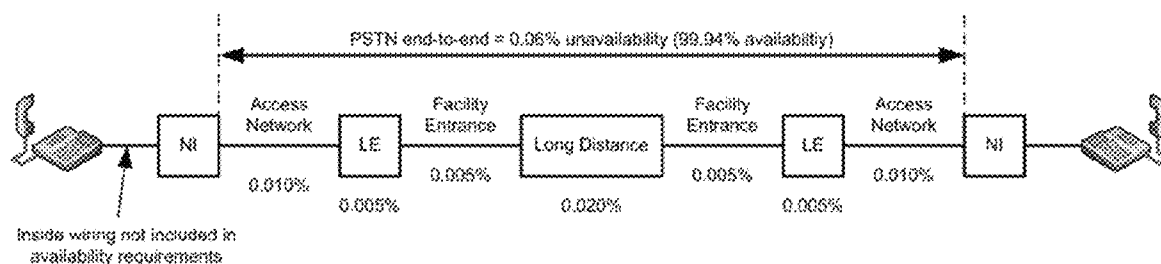 PSTN end-to-end = 0.06% unavailability (99.94% availability)
Access
Network
Facility
Entrance
Facility
Entrance
Access
Network
NI
LE
Long Distance
LE
NI
0.010%
0.005%
0.005%
0.020%
0.005%
0.005%
0.010%
Inside wiring not included in
availability requirements